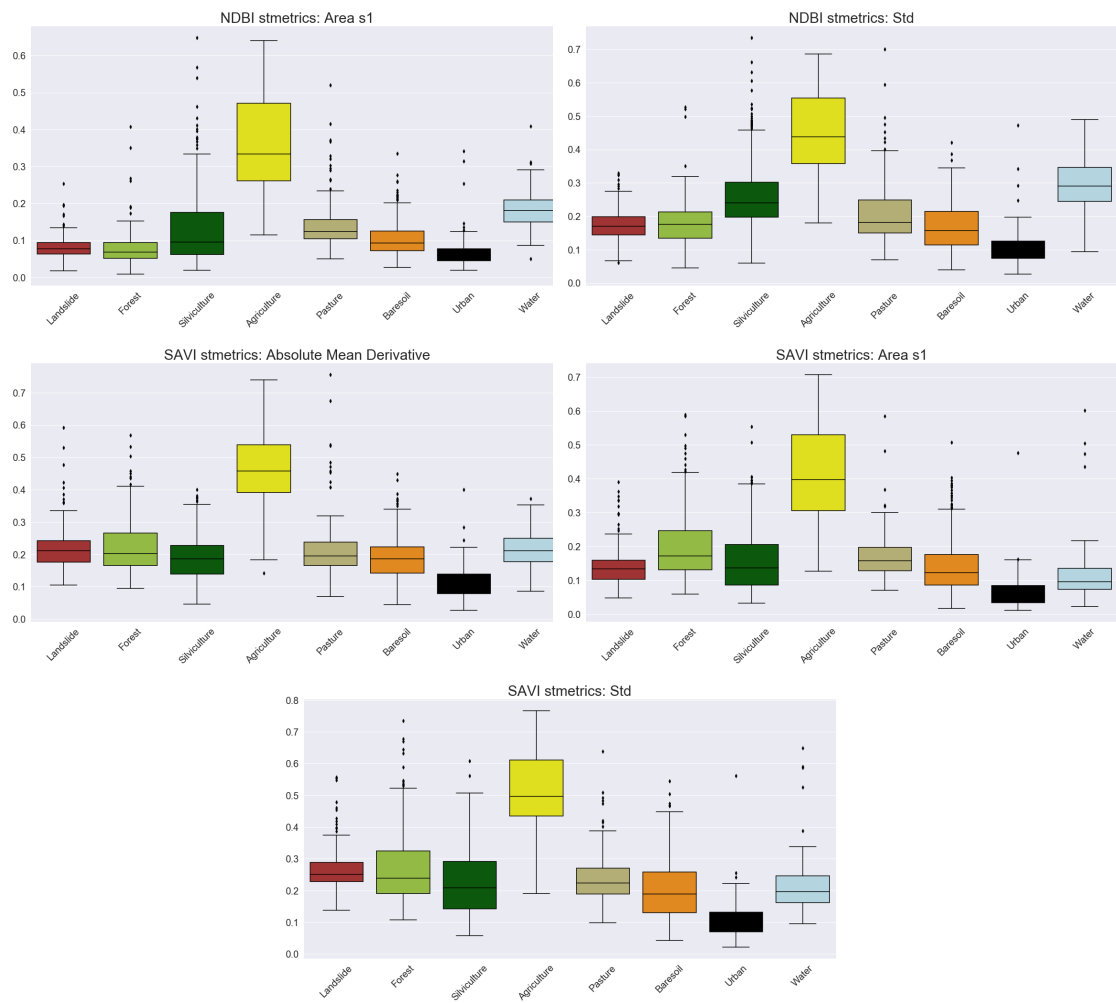 NDBI stmetrics: Area s1
0.6
0.5
0.4
0.3
0.2
0.1
0.0
Landslide
Forest
Silviculture
Agriculture
Pasture
Baresoil
Urban
Water
NDBI stmetrics: Std
0.7
0.6
0.5
0.4
0.3
0.2
0.1
0.0
Landslide
Forest
Silviculture
Agriculture
Pasture
Baresoil
Urban
Water
SAVI stmetrics: Absolute Mean Derivative
0.7
0.6
0.5
0.4
0.3
0.2
0.1
0.0
Landslide
Forest
Silviculture
Agriculture
Pasture
Baresoil
Urban
Water
SAVI stmetrics: Area s1
0.7
0.6
0.5
0.4
0.3
0.2
0.1
0.0
Landslide
Forest
Silviculture
Agriculture
Pasture
Baresoil
Urban
Water
SAVI stmetrics: Std
0.8
0.7
0.6
0.5
0.4
0.3
0.2
0.1
0.0
Landslide
Forest
Silviculture
Agriculture
Pasture
Baresoil
Urban
Water